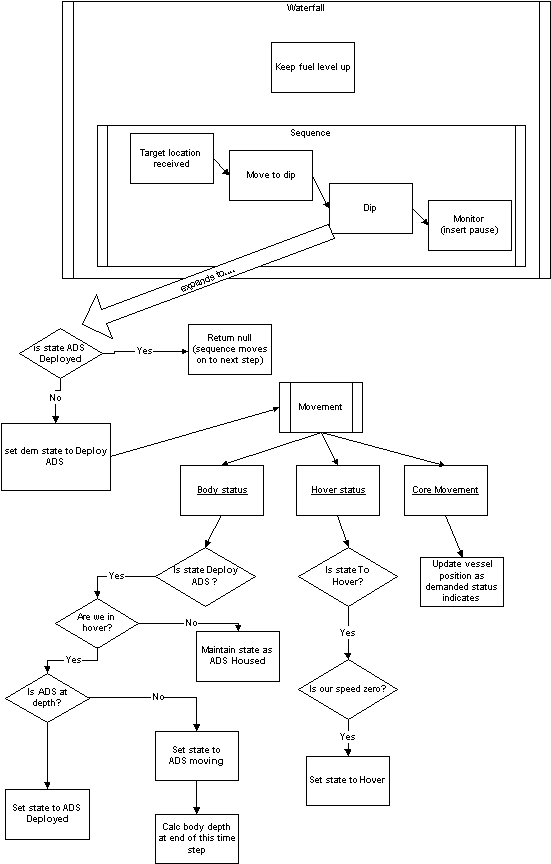 Waterfall
Keep fuel level up
Sequence
Target location
received
Move to dip
Dip
Monitor
(insert pause)
expands to....
is state ADS
Deployed
Yes
Return null
(sequence moves
on to next step)
No
set dem state to Deploy
ADS
Movement
Body status
Hover status
Core Movement
Is state Deploy
ADS ?
Is state To
Hover?
Update vessel
position as
demanded status
indicates
Yes
Are we in
hover?
No
Maintain state as
ADS Housed
Yes
Yes
Is ADS at
depth?
No
Is our speed zero?
Yes
Set state to
ADS moving
Set state to Hover
Set state to ADS
Deployed
Calc body depth
at end of this time
step